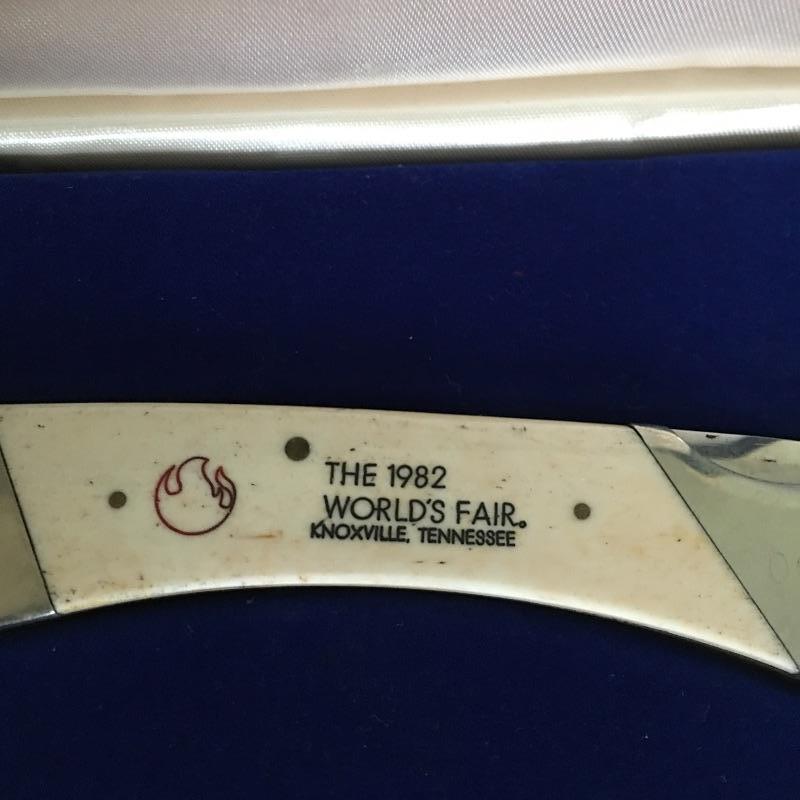 THE 1982
WORLD'S FAIR®
KNOXVILLE, TENNESSEE